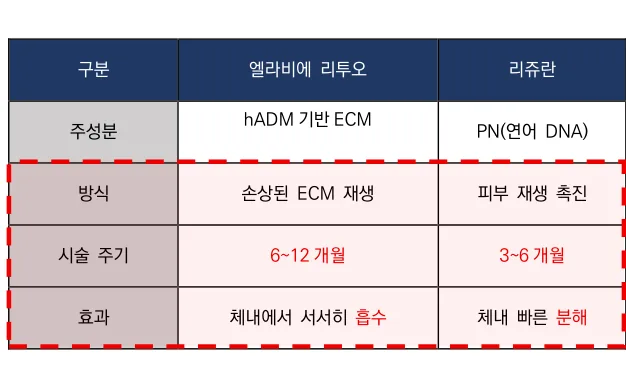 구분 엘라비에 리투오 리쥬란
주성분 hADM 기반 ECM PN(연어 DNA)
방식 손상된 ECM 재생 피부 재생 촉진
시술 주기 6~12개월 3~6개월
효과 체내에서 서서히 흡수 체내 빠른 분해